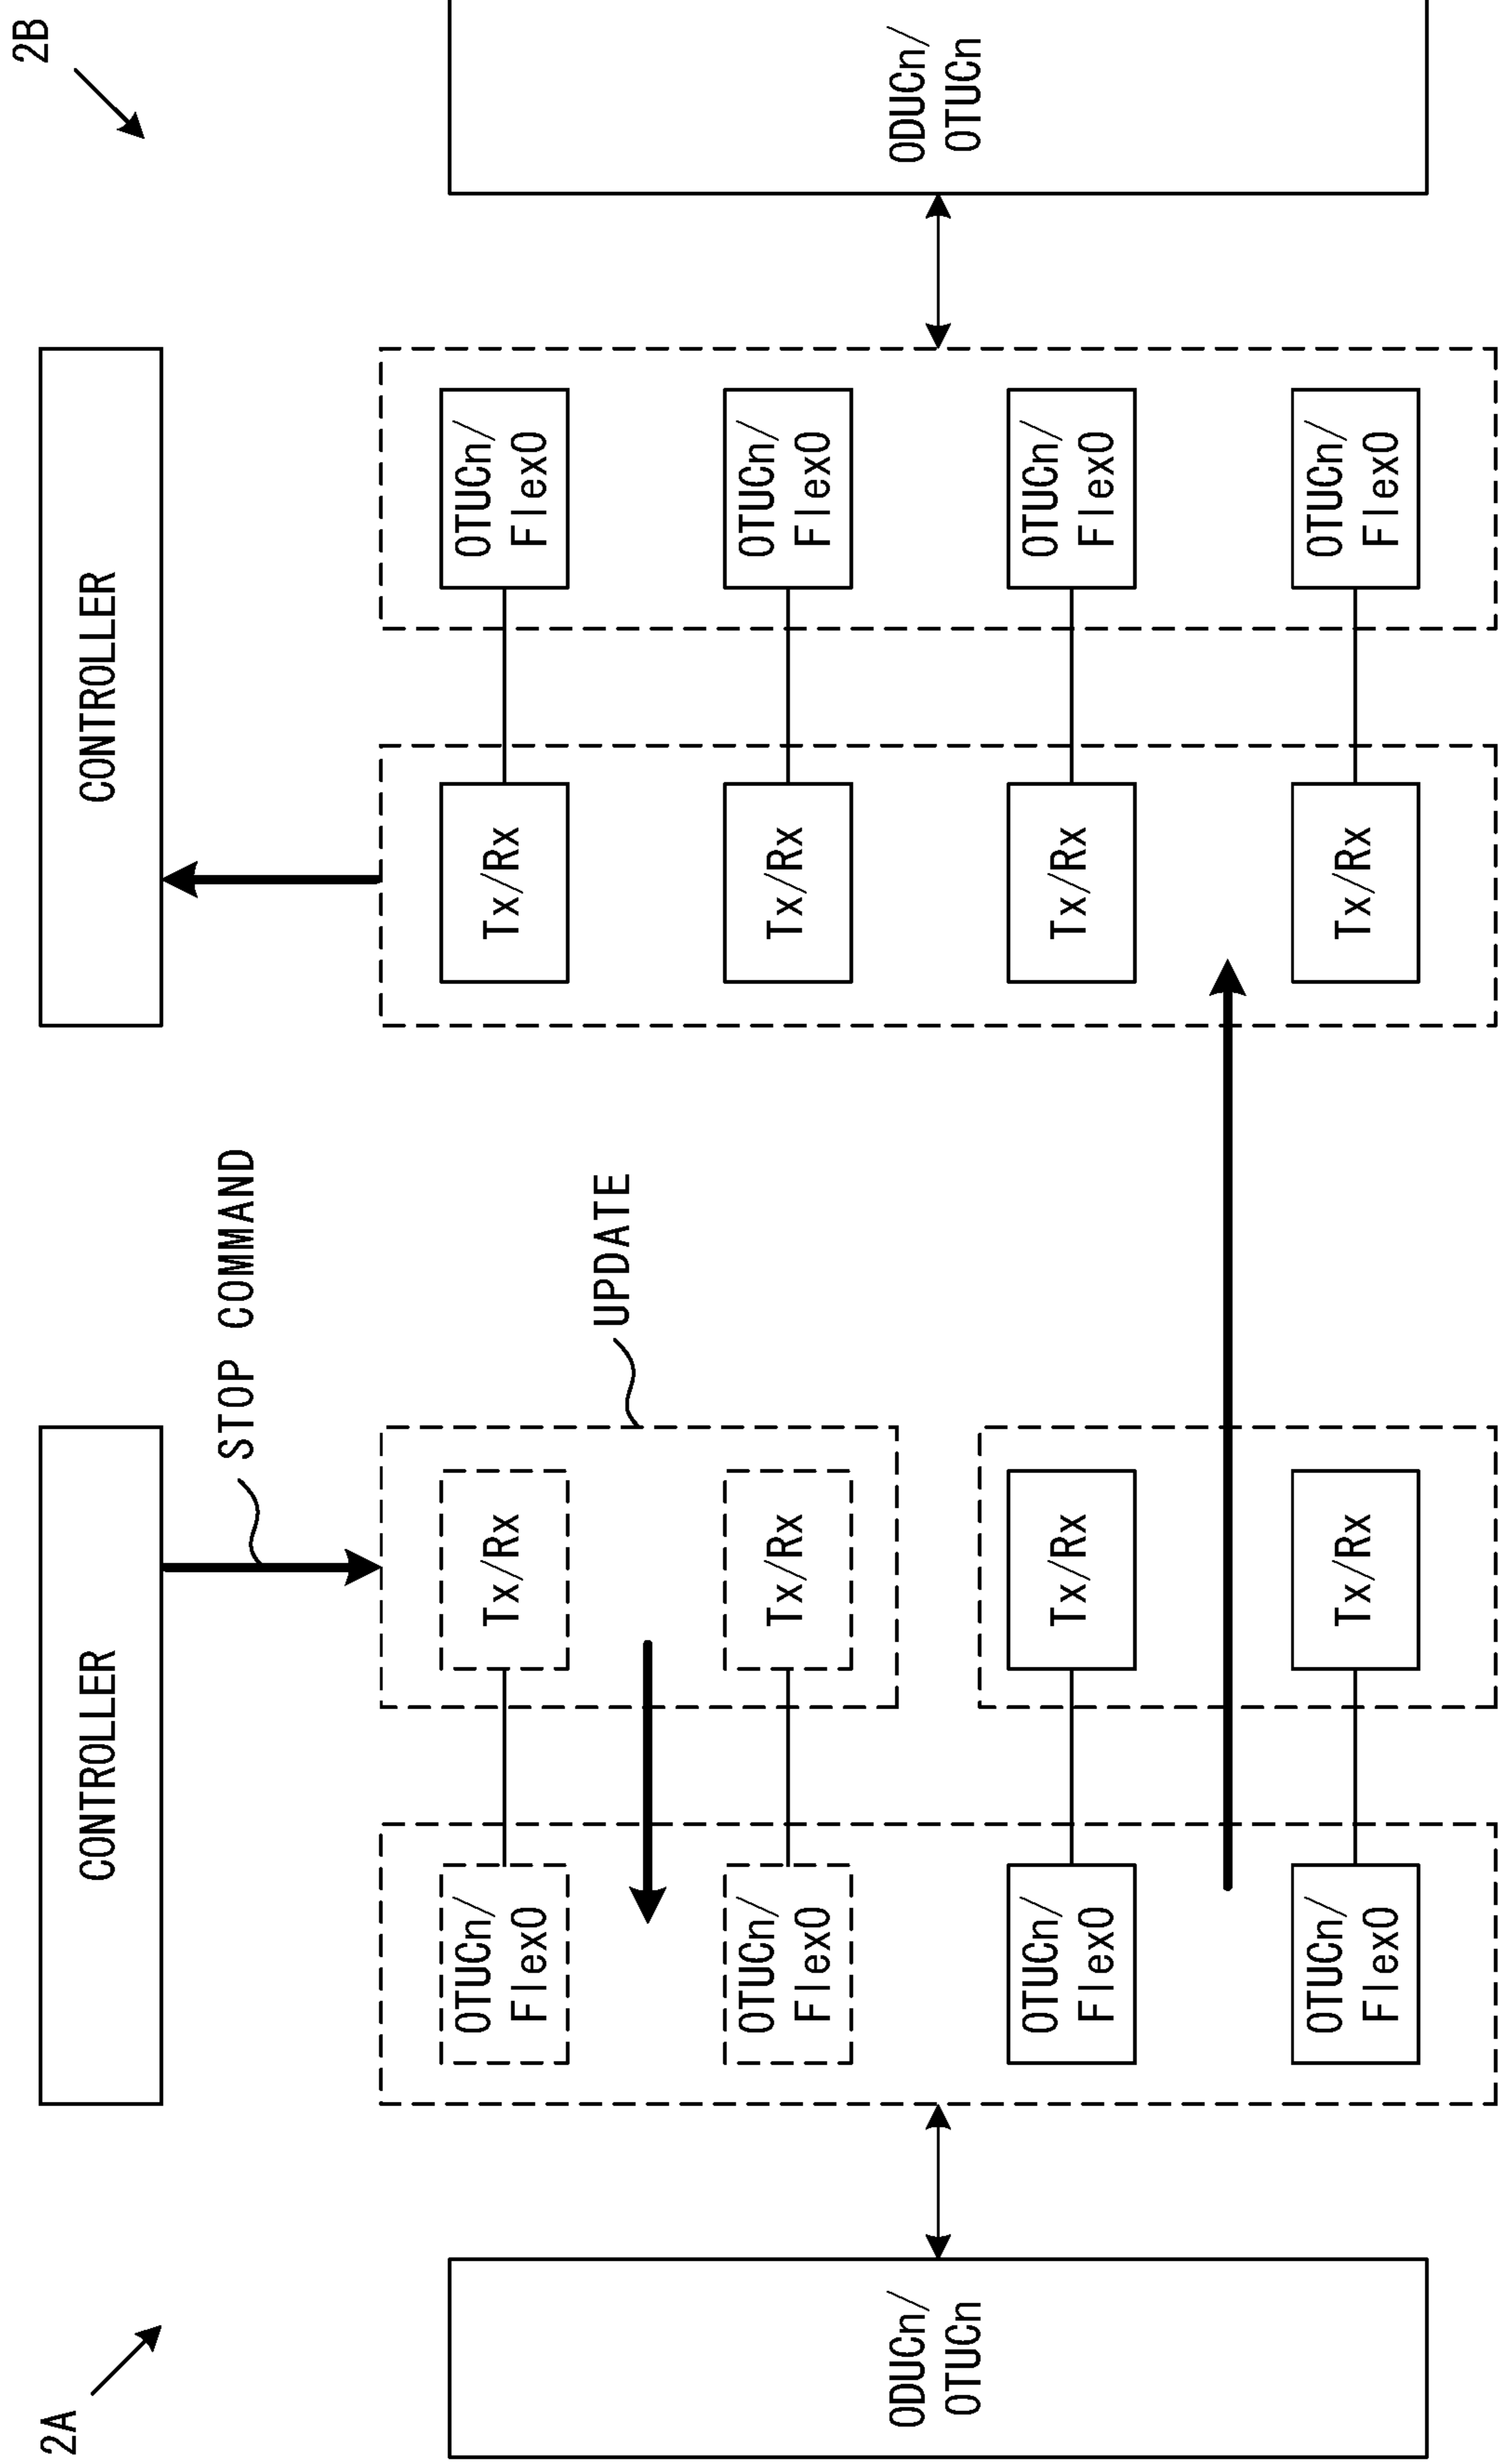 2A
2B
CONTROLLER
CONTROLLER
STOP COMMAND
UPDATE
OTUCn/
FlexO
Tx/Rx
Tx/Rx
OTUCn/
FlexO
OTUCn/
FlexO
Tx/Rx
Tx/Rx
OTUCn/
FlexO
ODUCn/
OTUCn
ODUCn/
OTUCn
OTUCn/
FlexO
Tx/Rx
Tx/Rx
OTUCn/
FlexO
OTUCn/
FlexO
Tx/Rx
Tx/Rx
OTUCn/
FlexO